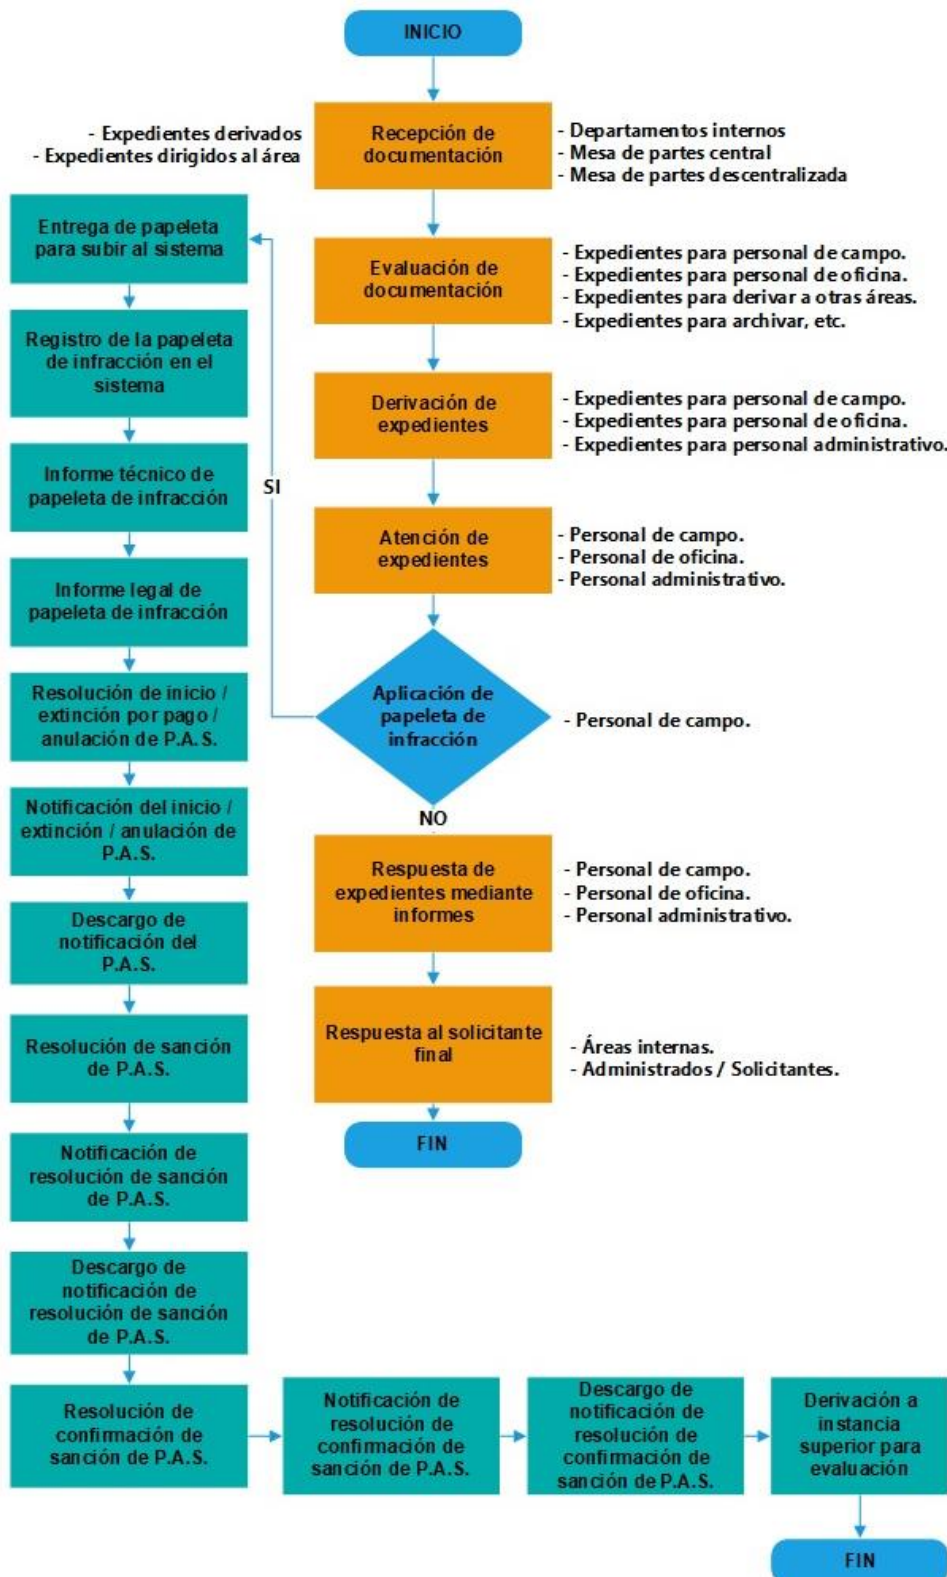 INICIO
- Expedientes derivados
- Expedientes dirigidos al área
Recepción de
documentación
- Departamentos internos
- Mesa de partes central
- Mesa de partes descentralizada
Evaluación de
documentación
- Expedientes para personal de campo.
- Expedientes para personal de oficina.
- Expedientes para derivar a otras áreas.
- Expedientes para archivar, etc.
Derivación de
expedientes
- Expedientes para personal de campo.
- Expedientes para personal de oficina.
- Expedientes para personal administrativo.
Atención de
expedientes
- Personal de campo.
- Personal de oficina.
- Personal administrativo.
Aplicación de
papeleta de
infracción
- Personal de campo.
SI
NO
Respuesta de
expedientes mediante
informes
- Personal de campo.
- Personal de oficina.
- Personal administrativo.
Respuesta al solicitante
final
- Áreas internas.
- Administrados / Solicitantes.
FIN
Entrega de papeleta
para subir al sistema
Registro de la papeleta
de infracción en el
sistema
Informe técnico de
papeleta de infracción
Informe legal de
papeleta de infracción
Resolución de inicio /
extinción por pago /
anulación de P.A.S.
Notificación del inicio /
extinción / anulación de
P.A.S.
Descargo de
notificación del
P.A.S.
Resolución de sanción
de P.A.S.
Notificación de
resolución de sanción
de P.A.S.
Descargo de
notificación de
resolución de sanción
de P.A.S.
Resolución de
confirmación de
sanción de P.A.S.
Notificación de
resolución de
confirmación de
sanción de P.A.S.
Descargo de
notificación de
resolución de
confirmación de
sanción de P.A.S.
Derivación a
instancia
superior para
evaluación
FIN